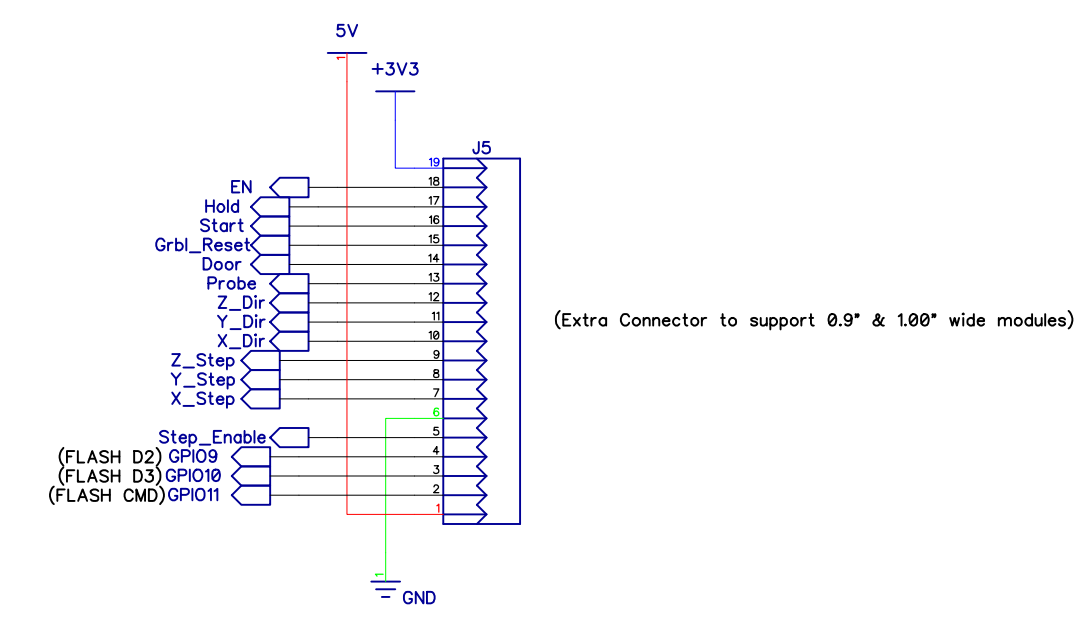 5V
1
+3V3
J5
19
EN 18
Hold 17
Start 16
Grbl_Reset 15
Door 14
Probe 13
Z_Dir 12
Y_Dir 11
(Extra Connector to support 0.9" & 1.00" wide modules)
X_Dir 10
Z_Step 9
Y_Step 8
X_Step 7
6
Step_Enable 5
(FLASH D2) GPIO9 4
(FLASH D3) GPIO10 3
(FLASH CMD) GPIO11 2
1
1
GND